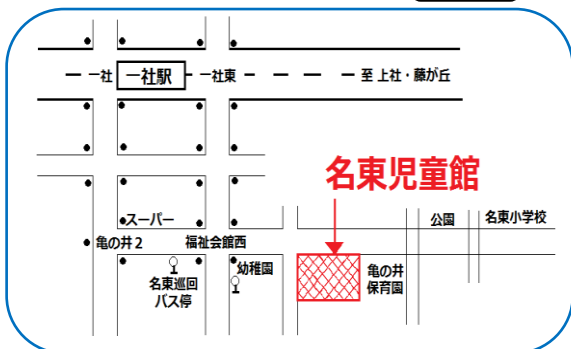 一社
一社駅
一社東
至 上社・藤が丘
名東児童館
スーパー
公園
名東小学校
亀の井2
福祉会館西
名東巡回
バス停
幼稚園
亀の井
保育園